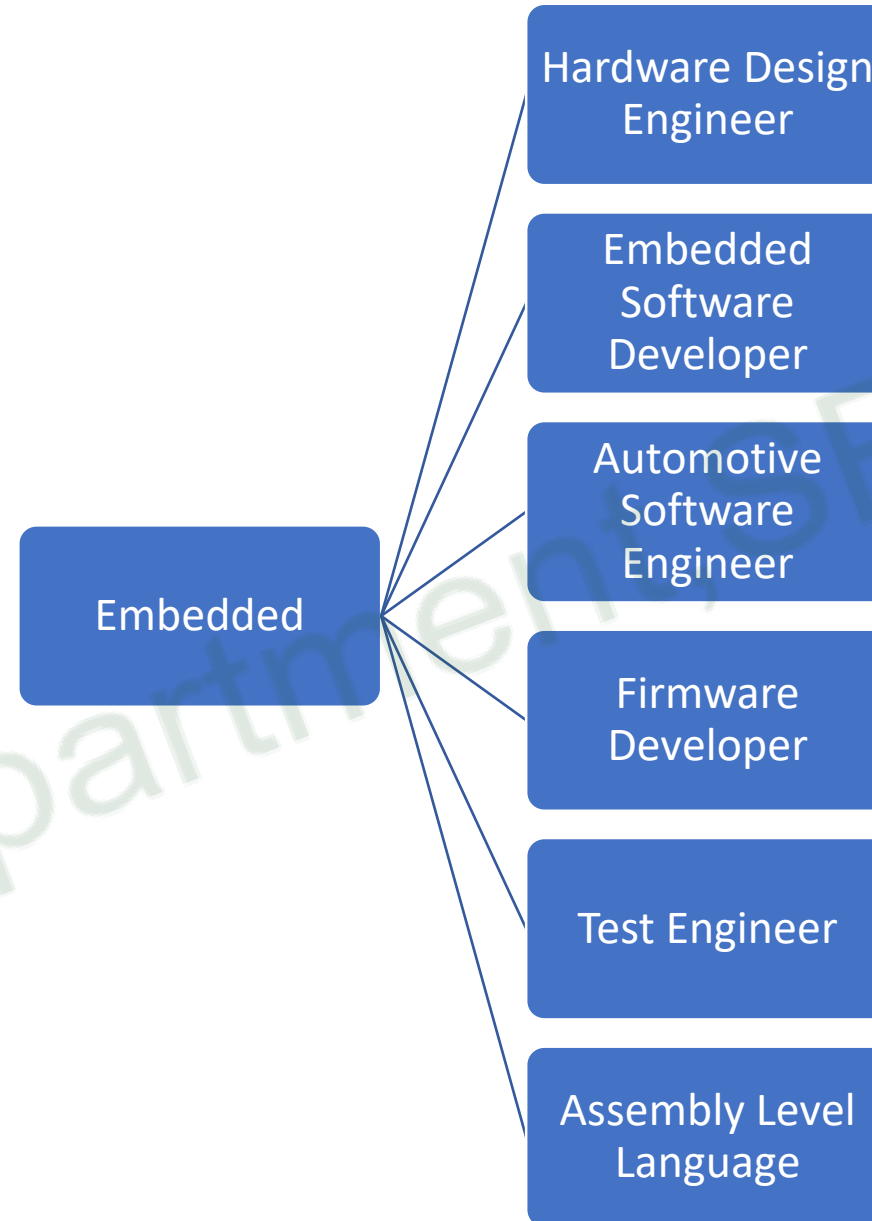 Hardware Design
Engineer
Embedded
Software
Developer
Automotive
Software
Engineer
Embedded
Firmware
Developer
Test Engineer
Assembly Level
Language